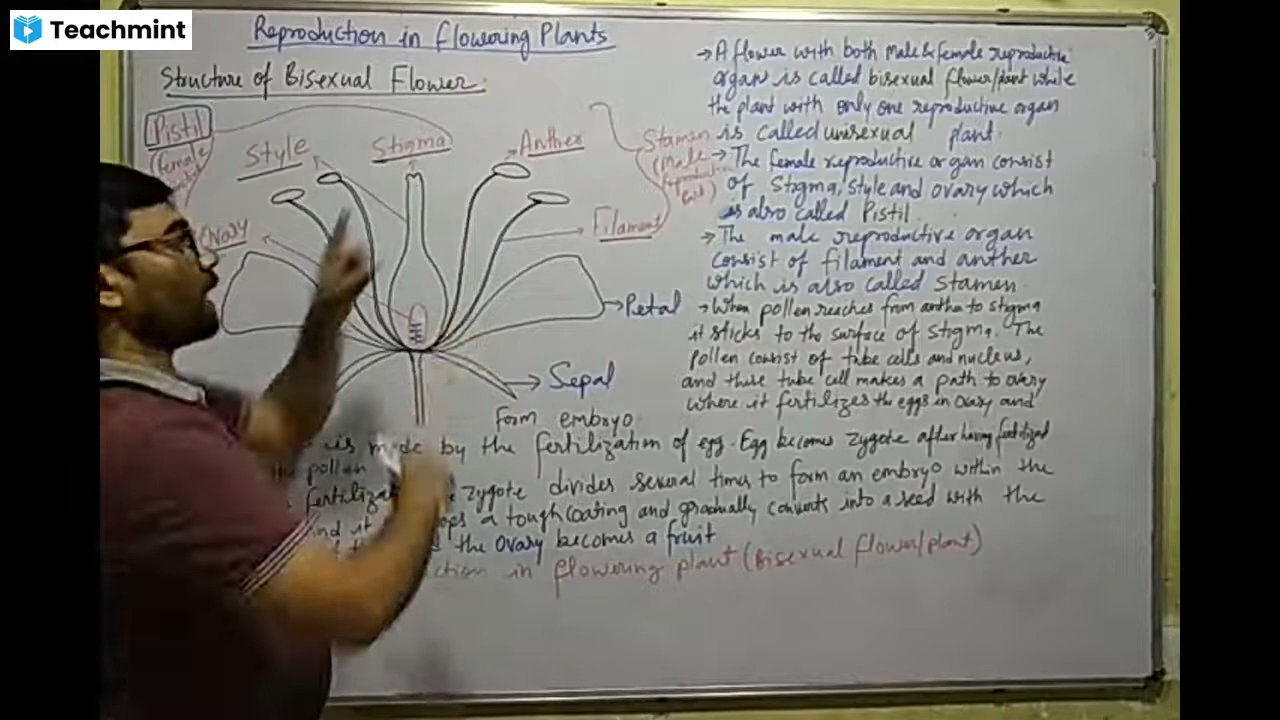 Teachmint
Reproduction in flowering Plants
Structure of Bisexual Flower:
Pistil
(female
Style
Stigma
Anther
Stamen
(male
reproductive
Ovary
Filament
Petal
Sepal
→ A flower with both male & female reproductive
organ is called bisexual flower/plant while
the plant with only one reproductive organ
is called unisexual plant.
→ The female reproductive organ consist
of Stigma, style and ovary which
is also called Pistil.
→ The male reproductive organ
consist of filament and anther
which is also called Stamen.
→ When pollen reaches from anther to stigma
it sticks to the surface of stigma. The
pollen consist of tube cells and nucleus,
and these tube cell makes a path to ovary
where it fertilizes the eggs in ovary and
form embryo
is made by the fertilization of egg. Egg becomes zygote after having fertilized
the pollen
zygote divides several times to form an embryo within the
a tough coating and gradually converts into a seed with the
the ovary becomes a fruit
in flowering plant (Bisexual flower/plant)